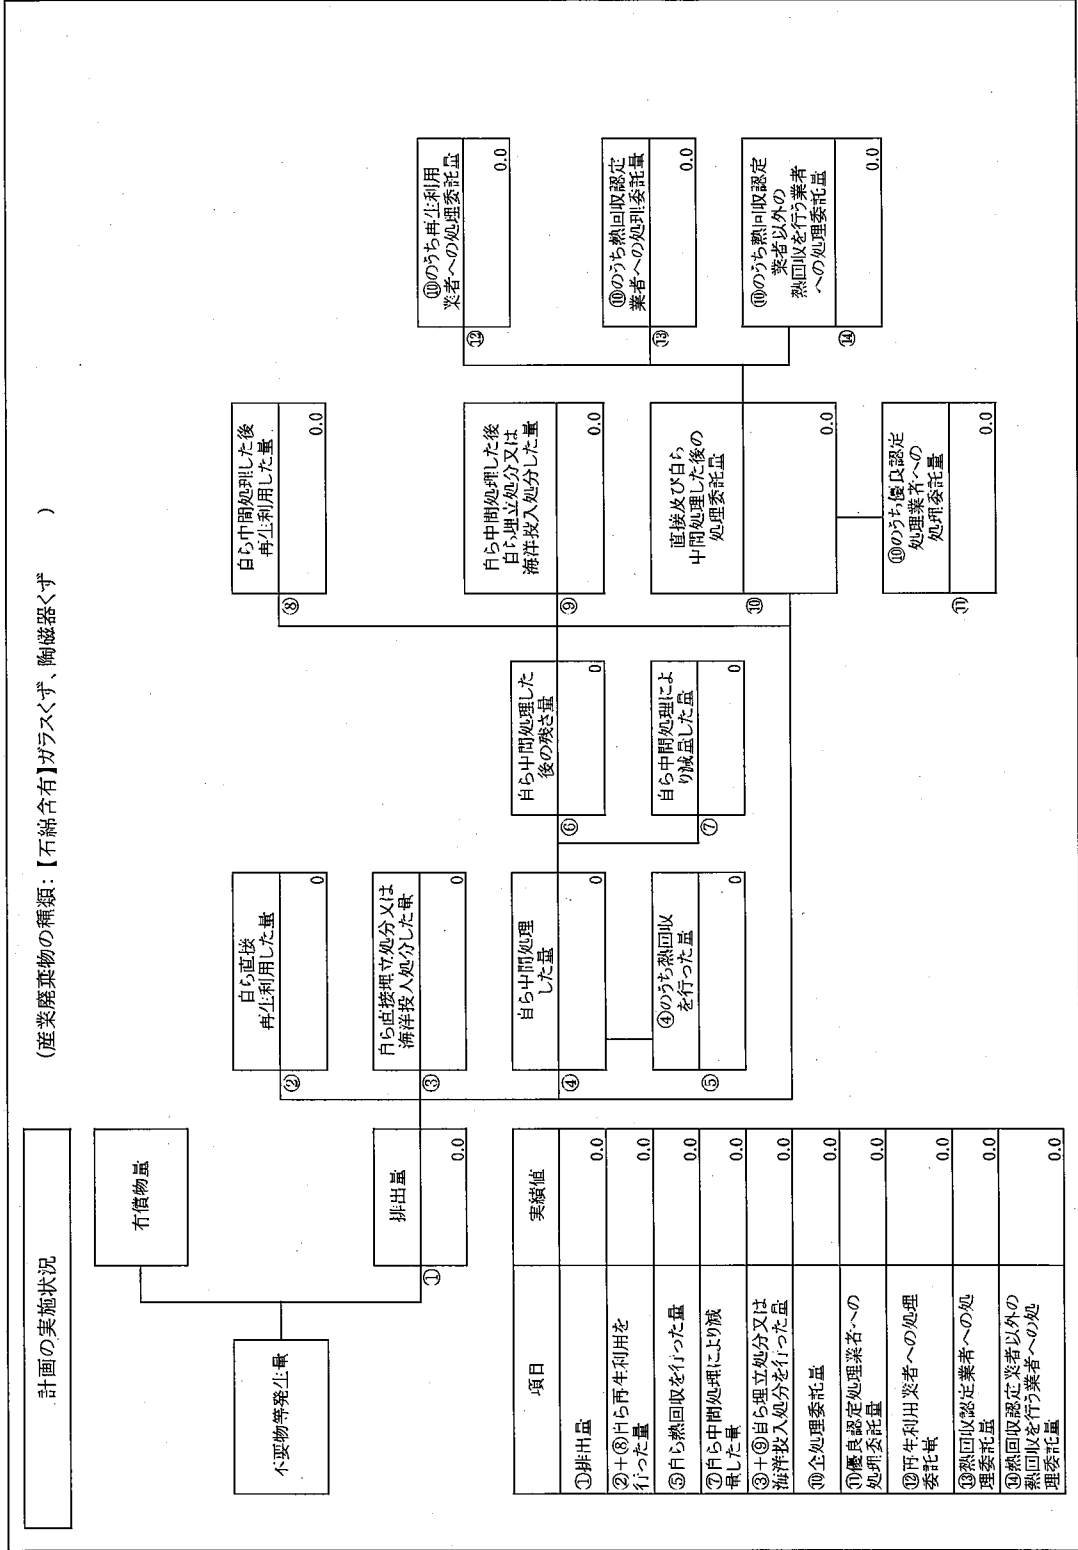 計画の実施状況
(産業廃棄物の種類：【石綿含有】ガラスくず、陶磁器くず )
不要物等発生量
有償物量
①
排出量
0.0
②
自ら直接
再生利用した量
0
③
自ら直接埋立処分又は
海洋投入処分した量
0
④
自ら中間処理
した量
0
⑤
④のうち熱回収
を行った量
0
⑥
自ら中間処理した
後の残さ量
0
⑦
自ら中間処理によ
り減量した量
0
⑧
自ら中間処理した後
再生利用した量
0.0
⑨
自ら中間処理した後
自ら埋立処分又は
海洋投入処分した量
0.0
⑩
直接及び自ら
中間処理した後の
処理委託量
0.0
⑪
⑩のうち優良認定
処理業者への
処理委託量
0.0
⑫
⑩のうち再生利用
業者への処理委託量
0.0
⑬
⑩のうち熱回収認定
業者への処理委託量
0.0
⑭
⑩のうち熱回収認定
業者以外の
熱回収を行う業者
への処理委託量
0.0
項目 実績値
①排出量 0.0
②+⑧自ら再生利用を
行った量 0.0
⑤自ら熱回収を行った量 0.0
⑦自ら中間処理により減
量した量 0.0
③+⑨自ら埋立処分又は
海洋投入処分を行った量 0.0
⑩全処理委託量 0.0
⑪優良認定処理業者への
処理委託量 0.0
⑫再生利用業者への処理
委託量 0.0
⑬熱回収認定業者への処
理委託量 0.0
⑭熱回収認定業者以外の
熱回収を行う業者への処
理委託量 0.0